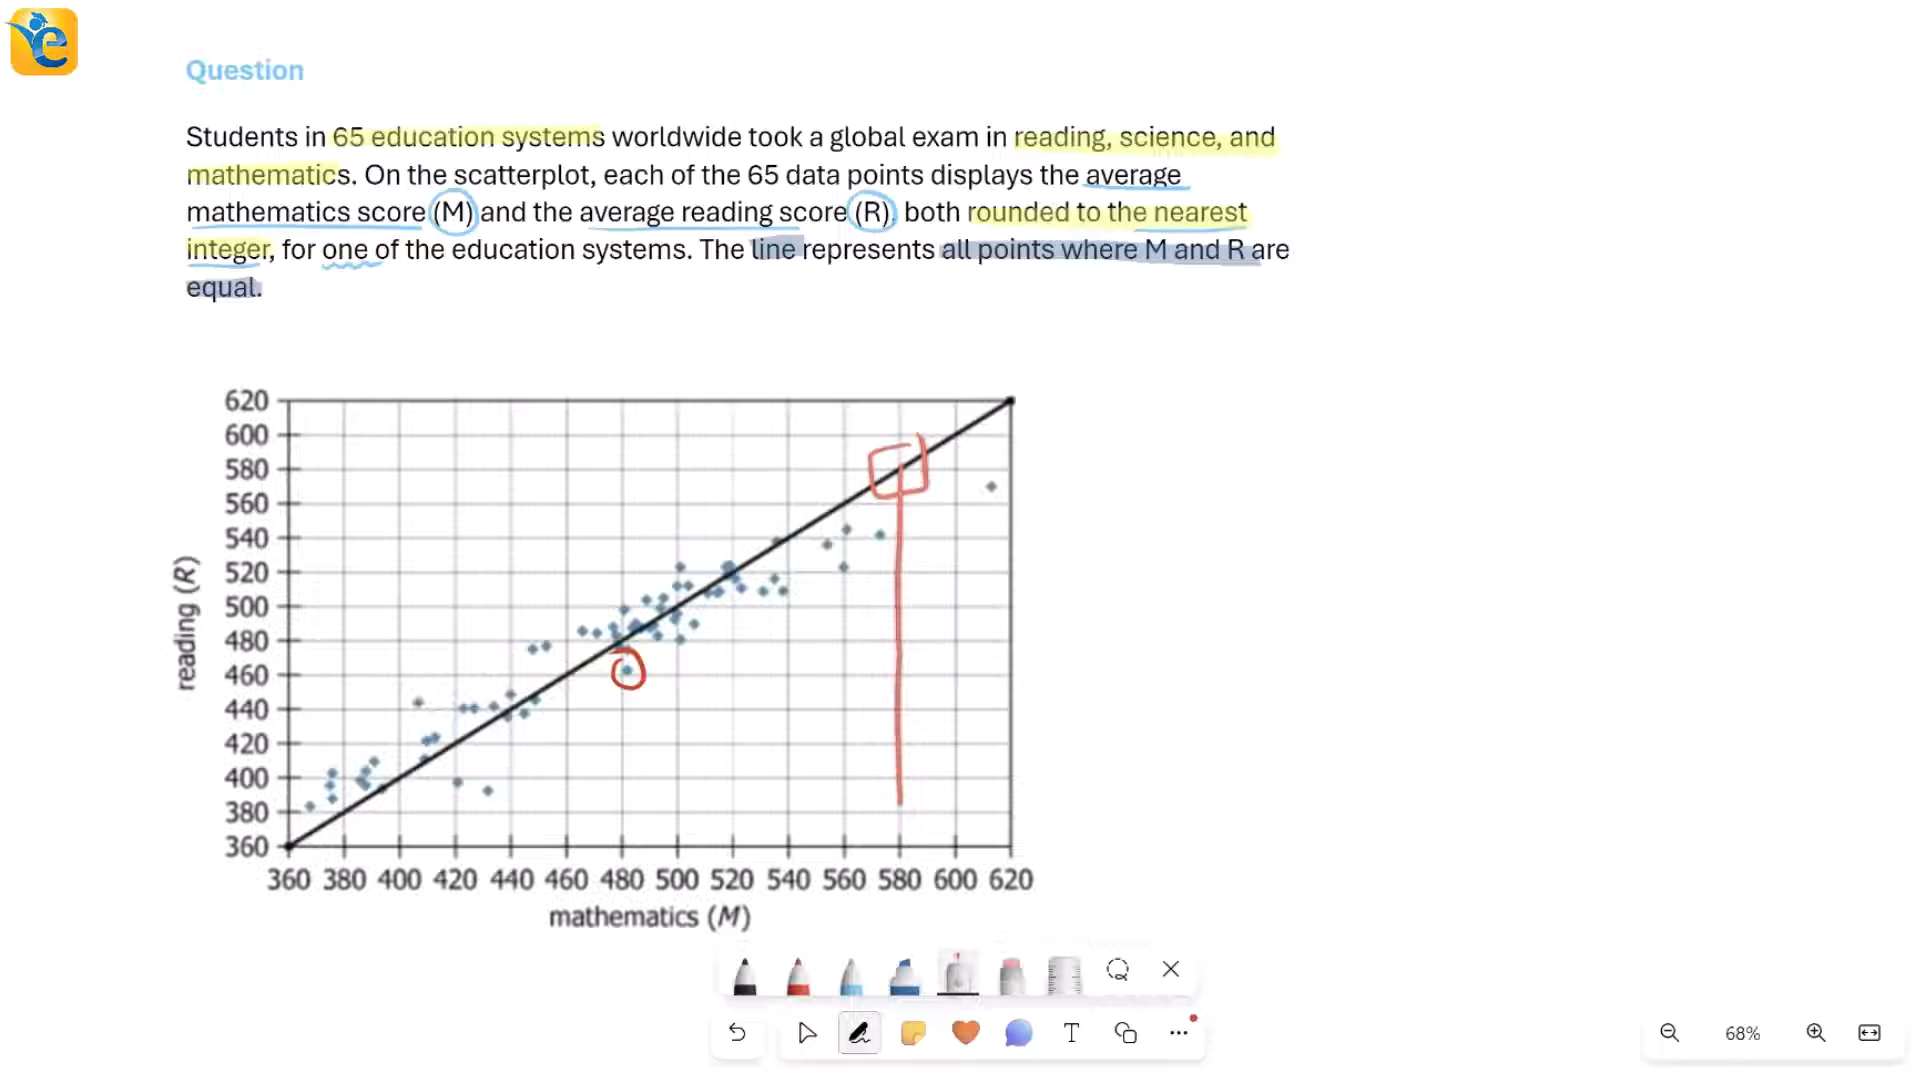 Question
Students in 65 education systems worldwide took a global exam in reading, science, and
mathematics. On the scatterplot, each of the 65 data points displays the average
mathematics score (M) and the average reading score (R), both rounded to the nearest
integer, for one of the education systems. The line represents all points where M and R are
equal.
620
600
580
560
540
520
500
480
460
440
420
400
380
360
reading (R)
360 380 400 420 440 460 480 500 520 540 560 580 600 620
mathematics (M)
68%